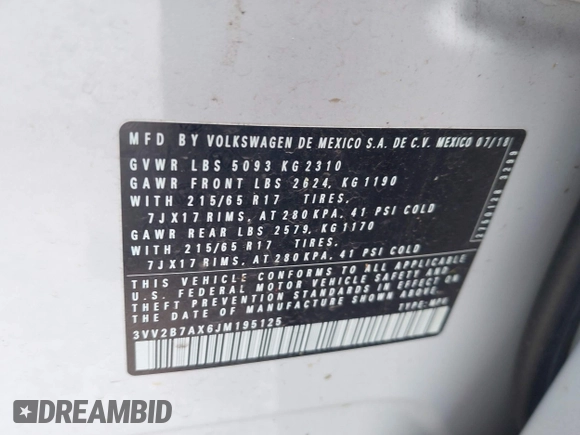 MFD BY VOLKSWAGEN DE MEXICO S.A. DE C.V. MEXICO 07/18
GVWR LBS 5093 KG 2310
GAWR FRONT LBS 2624, KG 1190
WITH 215/65 R17 TIRES,
7JX17 RIMS, AT 280 KPA, 41 PSI COLD
GAWR REAR LBS 2579, KG 1170
WITH 215/65 R17 TIRES,
7JX17 RIMS, AT 280 KPA, 41 PSI COLD
THIS VEHICLE CONFORMS TO ALL APPLICABLE
U.S. FEDERAL MOTOR VEHICLE SAFETY AND
THEFT PREVENTION STANDARDS IN EFFECT ON
THE DATE OF MANUFACTURE SHOWN ABOVE.
3VV2B7AX6JM195125 TYPE: MPV
DREAMBID